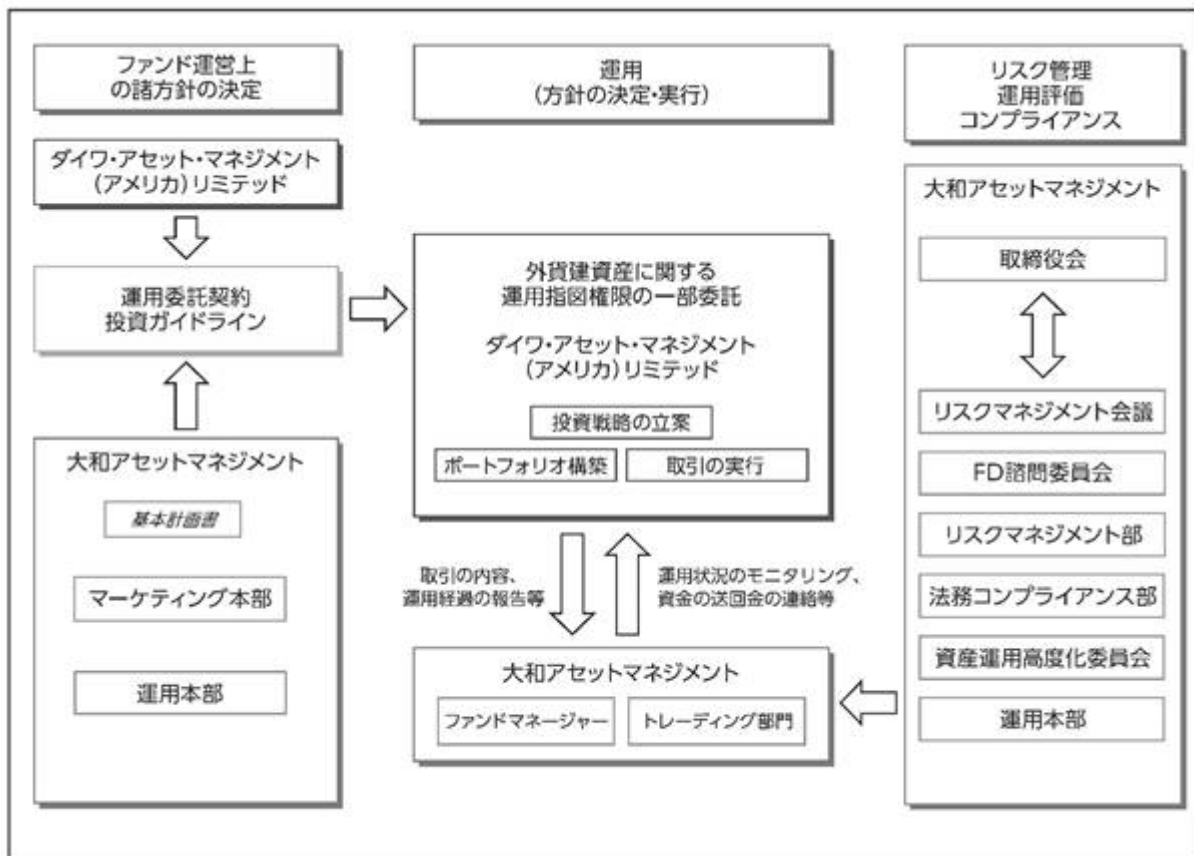 ファンド運営上
の諸方針の決定
ダイワ・アセット・マネジメント
(アメリカ)リミテッド
運用委託契約
投資ガイドライン
大和アセットマネジメント
基本計画書
マーケティング本部
運用本部
運用
(方針の決定・実行)
外貨建資産に関する
運用指図権限の一部委託
ダイワ・アセット・マネジメント
(アメリカ)リミテッド
投資戦略の立案
ポートフォリオ構築
取引の実行
取引の内容、
運用経過の報告等
運用状況のモニタリング、
資金の送回金の連絡等
大和アセットマネジメント
ファンドマネージャー
トレーディング部門
リスク管理
運用評価
コンプライアンス
大和アセットマネジメント
取締役会
リスクマネジメント会議
FD諮問委員会
リスクマネジメント部
法務コンプライアンス部
資産運用高度化委員会
運用本部